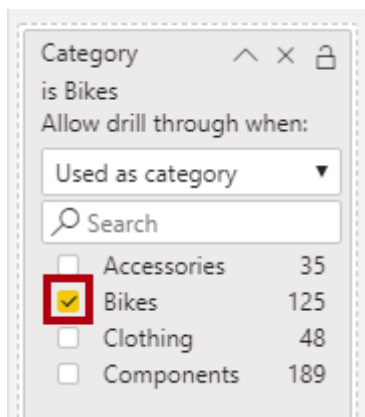 Category
is Bikes
Allow drill through when:
Used as category
Search
Accessories 35
Bikes 125
Clothing 48
Components 189